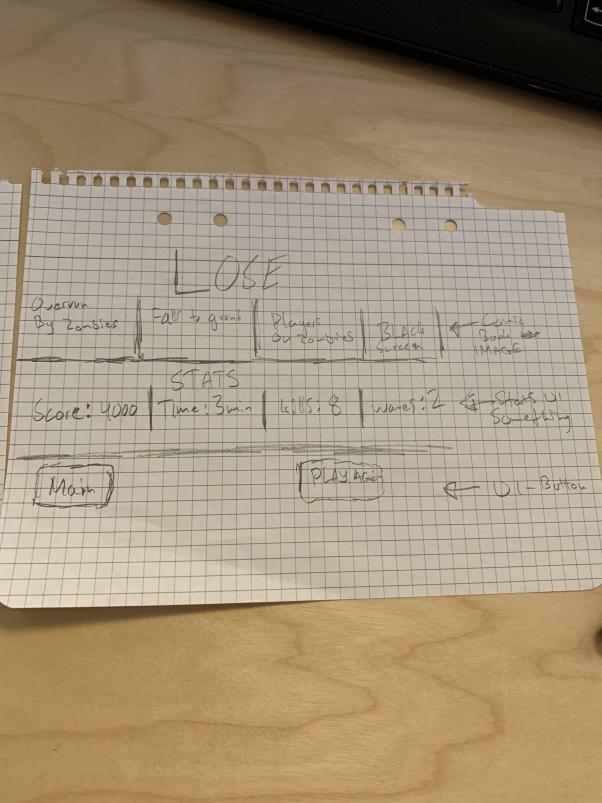 LOSE
Overrun
By Zombies
Falls to ground
Players
By Zombies
BLACK
Screen
← Comic
Book
IMAGE
STATS
Score: 4000 | Time: 3min | kills: 8 | waves: 2
← Stats UI
Something
Main
PLAY Again
← UI-Button